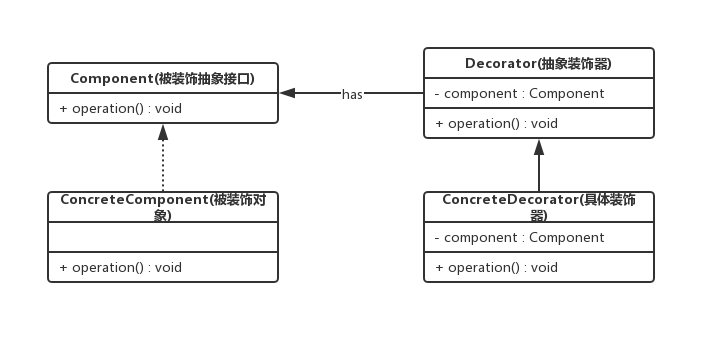 Component(被装饰抽象接口)
+ operation() : void
has
Decorator(抽象装饰器)
- component : Component
+ operation() : void
ConcreteComponent(被装饰对
象)
+ operation() : void
ConcreteDecorator(具体装饰
器)
- component : Component
+ operation() : void